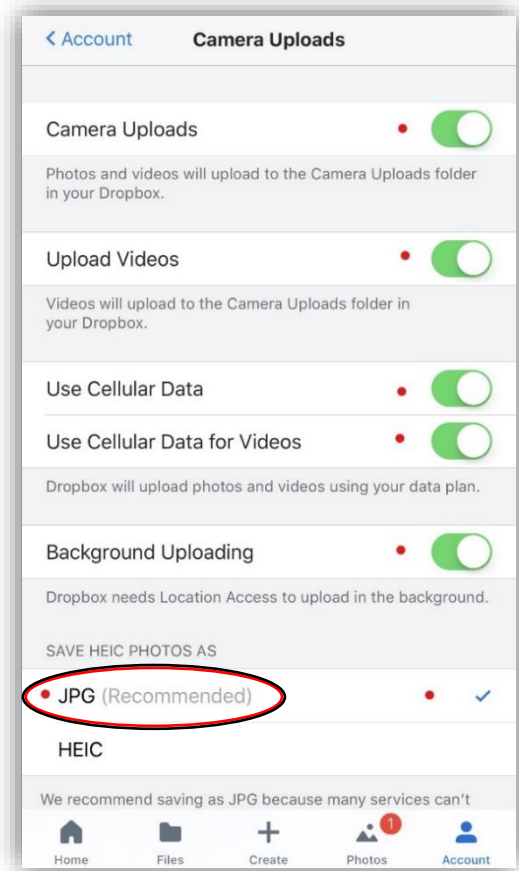 Account
Camera Uploads
Camera Uploads
Photos and videos will upload to the Camera Uploads folder
in your Dropbox.
Upload Videos
Videos will upload to the Camera Uploads folder in
your Dropbox.
Use Cellular Data
Use Cellular Data for Videos
Dropbox will upload photos and videos using your data plan.
Background Uploading
Dropbox needs Location Access to upload in the background.
SAVE HEIC PHOTOS AS
JPG (Recommended)
HEIC
We recommend saving as JPG because many services can't
1
Home Files Create Photos Account